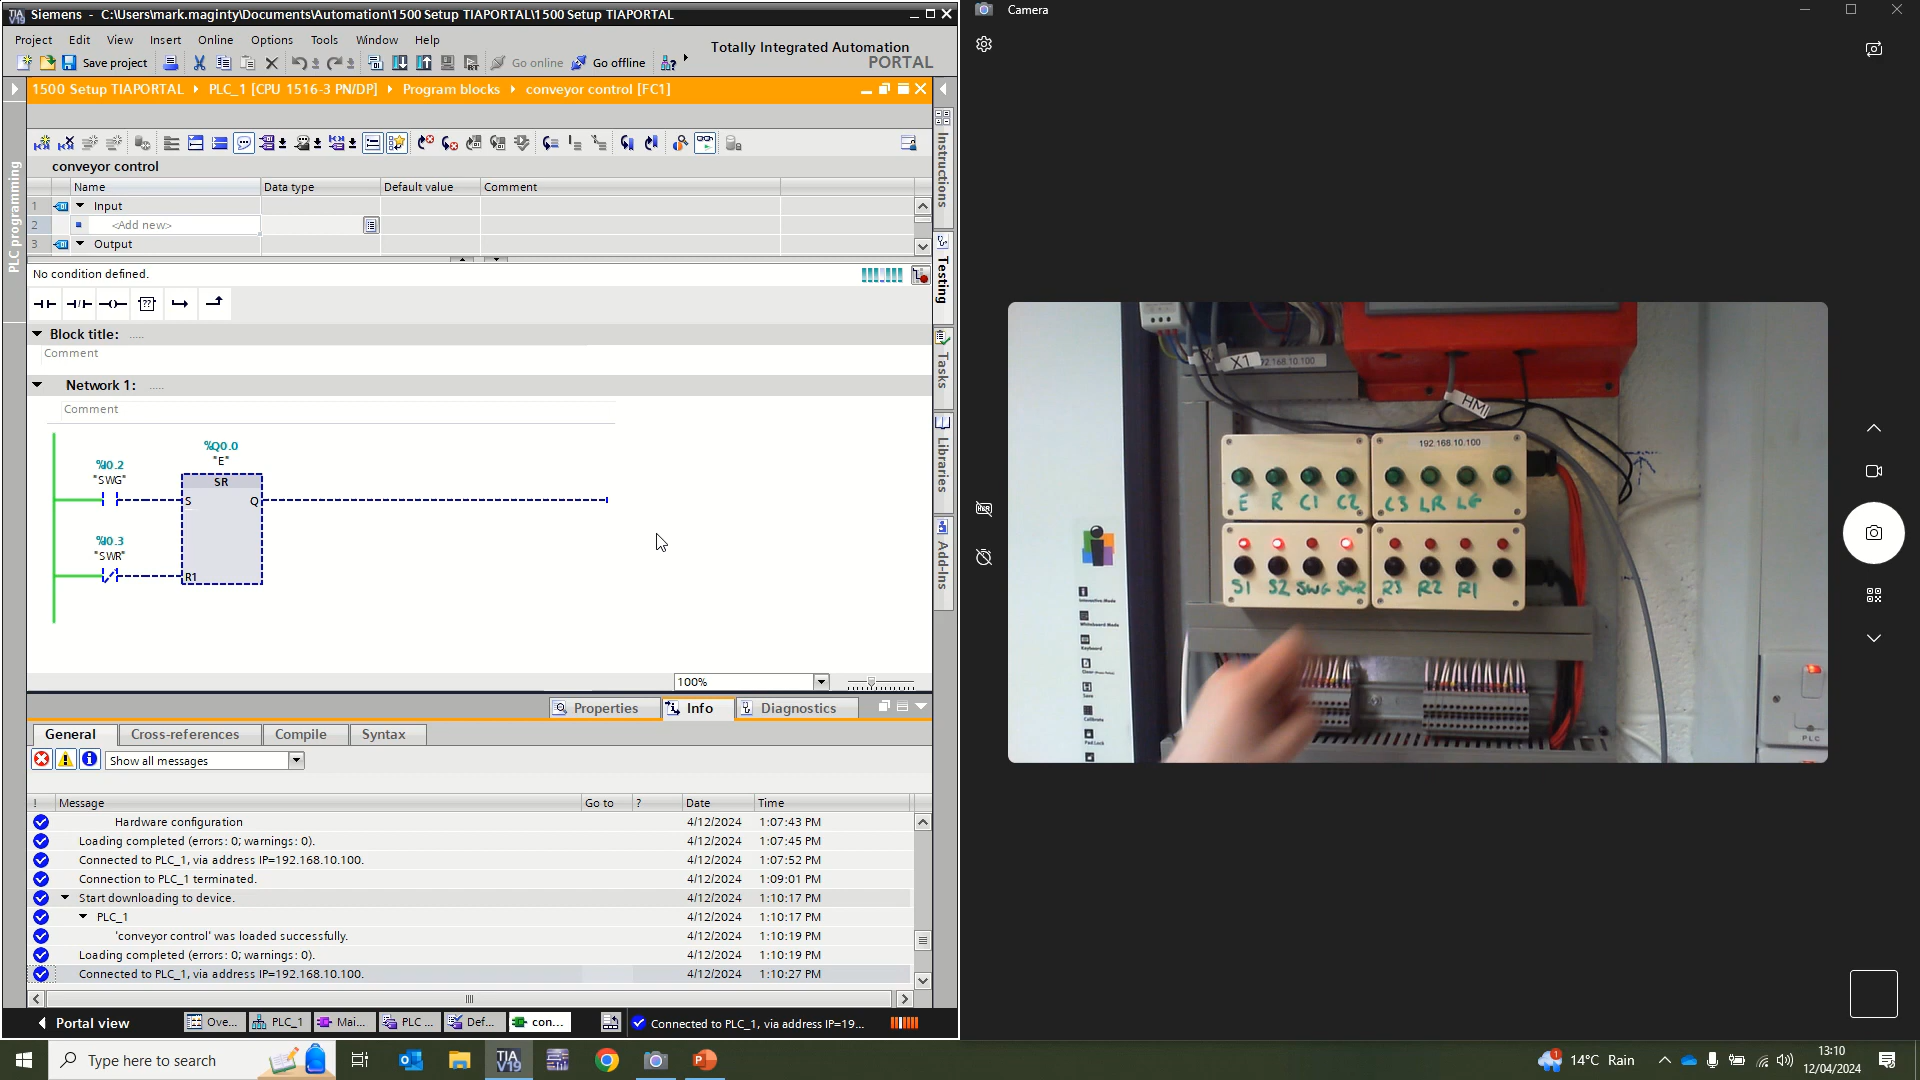 Siemens - C:\Users\mark.maginty\Documents\Automation\1500 Setup TIAPORTAL\1500 Setup TIAPORTAL
Project Edit View Insert Online Options Tools Window Help
Totally Integrated Automation
PORTAL
Save project
Go online
Go offline
1500 Setup TIAPORTAL
PLC_1 [CPU 1516-3 PN/DP]
Program blocks
conveyor control [FC1]
conveyor control
Name Data type Default value Comment
1 Input
2 <Add new>
3 Output
No condition defined.
Block title: .....
Comment
Network 1: .....
Comment
%Q0.0
"E"
%I0.2
"SWG"
SR
S Q
%I0.3
"SWR"
R1
100%
Properties
Info
Diagnostics
General Cross-references Compile Syntax
Show all messages
! Message Go to ? Date Time
Hardware configuration 4/12/2024 1:07:43 PM
Loading completed (errors: 0; warnings: 0). 4/12/2024 1:07:45 PM
Connected to PLC_1, via address IP=192.168.10.100. 4/12/2024 1:07:52 PM
Connection to PLC_1 terminated. 4/12/2024 1:09:01 PM
Start downloading to device. 4/12/2024 1:10:17 PM
PLC_1 4/12/2024 1:10:17 PM
'conveyor control' was loaded successfully. 4/12/2024 1:10:19 PM
Loading completed (errors: 0; warnings: 0). 4/12/2024 1:10:19 PM
Connected to PLC_1, via address IP=192.168.10.100. 4/12/2024 1:10:27 PM
Portal view
Ove...
PLC_1
Mai...
PLC ...
Def...
con...
Connected to PLC_1, via address IP=19...
PLC programming
Instructions
Testing
Tasks
Libraries
Add-Ins
Camera
X1
192.168.10.100
HMI
192.168.10.100
E R C1 C2
C3 LR LG
S1 S2 SWG SWR
R3 R2 R1
PLC
Type here to search
TIA
V19
14°C Rain
13:10
12/04/2024